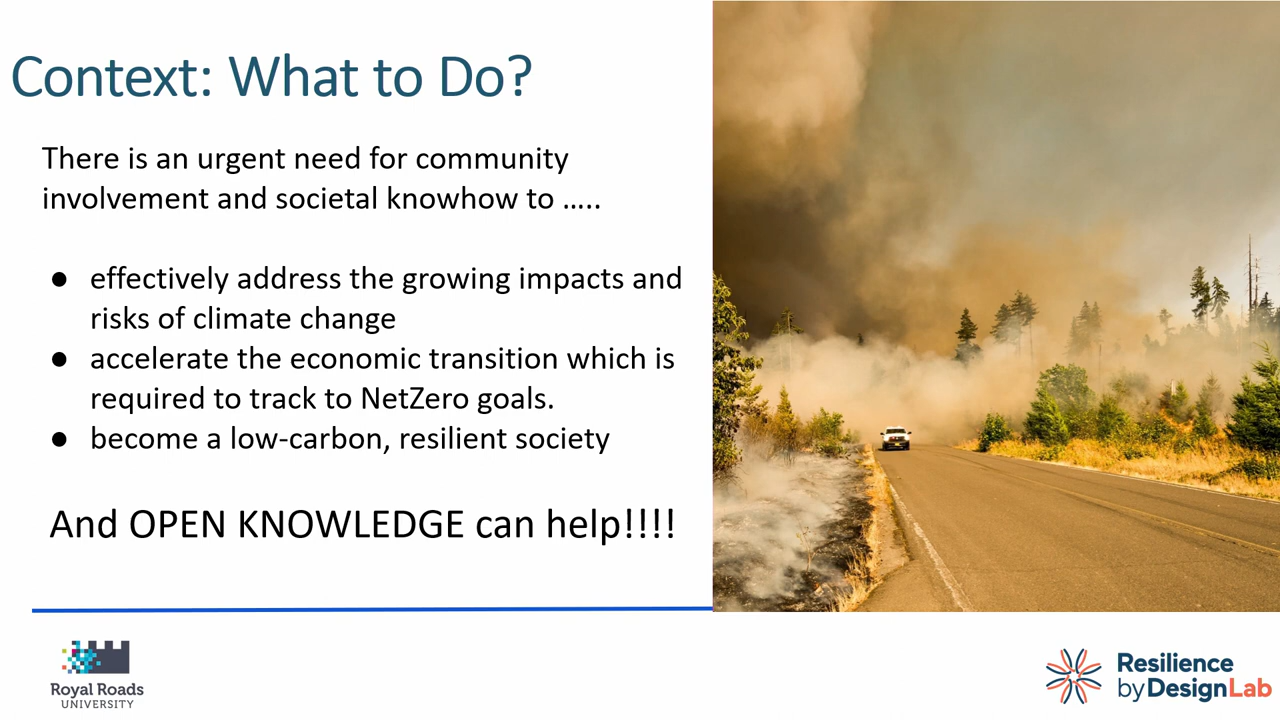 Context: What to Do?
There is an urgent need for community
involvement and societal knowhow to …..
● effectively address the growing impacts and
risks of climate change
● accelerate the economic transition which is
required to track to NetZero goals.
● become a low-carbon, resilient society
And OPEN KNOWLEDGE can help!!!!
Royal Roads
UNIVERSITY
Resilience
by DesignLab